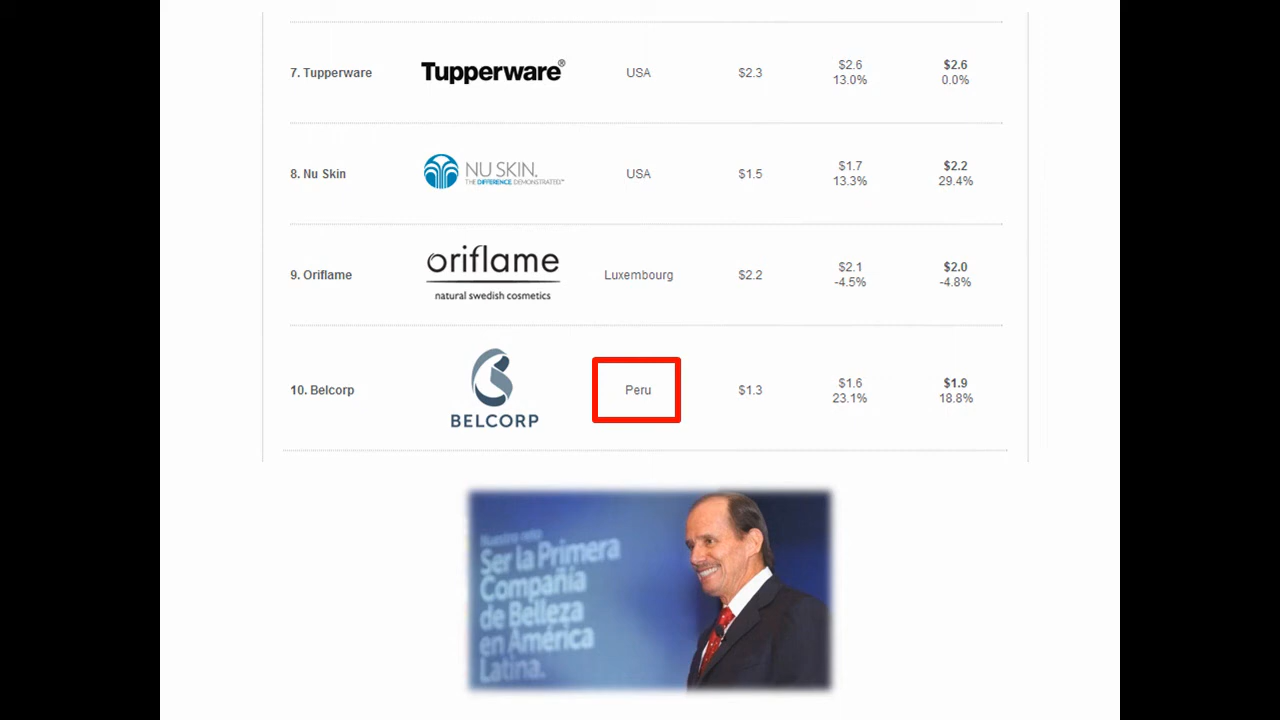 7. Tupperware Tupperware® USA $2.3 $2.6 $2.6
13.0% 0.0%
8. Nu Skin NU SKIN. USA $1.5 $1.7 $2.2
THE DIFFERENCE DEMONSTRATED™ 13.3% 29.4%
9. Oriflame oriflame Luxembourg $2.2 $2.1 $2.0
natural swedish cosmetics -4.5% -4.8%
10. Belcorp BELCORP Peru $1.3 $1.6 $1.9
23.1% 18.8%
Nuestro reto
Ser la Primera
Compañía
de Belleza
en América
Latina.